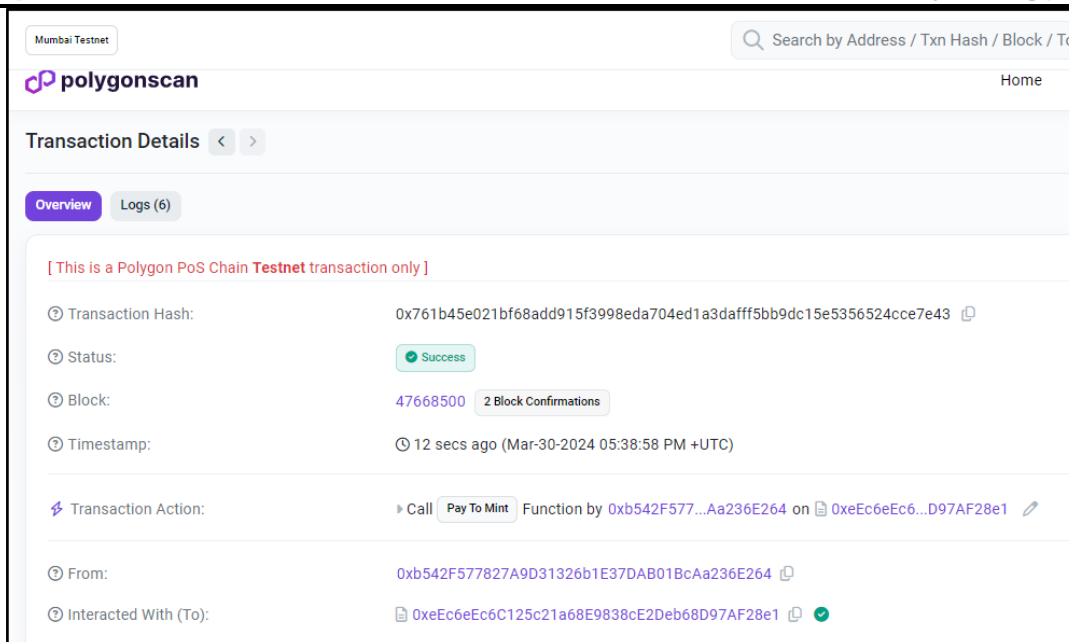 Mumbai Testnet
Search by Address / Txn Hash / Block /
polygonscan
Home
Transaction Details
Overview Logs (6)
[ This is a Polygon PoS Chain Testnet transaction only ]
Transaction Hash: 0x761b45e021bf68add915f3998eda704ed1a3dafff5bb9dc15e5356524cce7e43
Status: Success
Block: 47668500 2 Block Confirmations
Timestamp: 12 secs ago (Mar-30-2024 05:38:58 PM +UTC)
Transaction Action: Call Pay To Mint Function by 0xb542F577...Aa236E264 on 0xeEc6eEc6...D97AF28e1
From: 0xb542F577827A9D31326b1E37DAB01BcAa236E264
Interacted With (To): 0xeEc6eEc6C125c21a68E9838cE2Deb68D97AF28e1